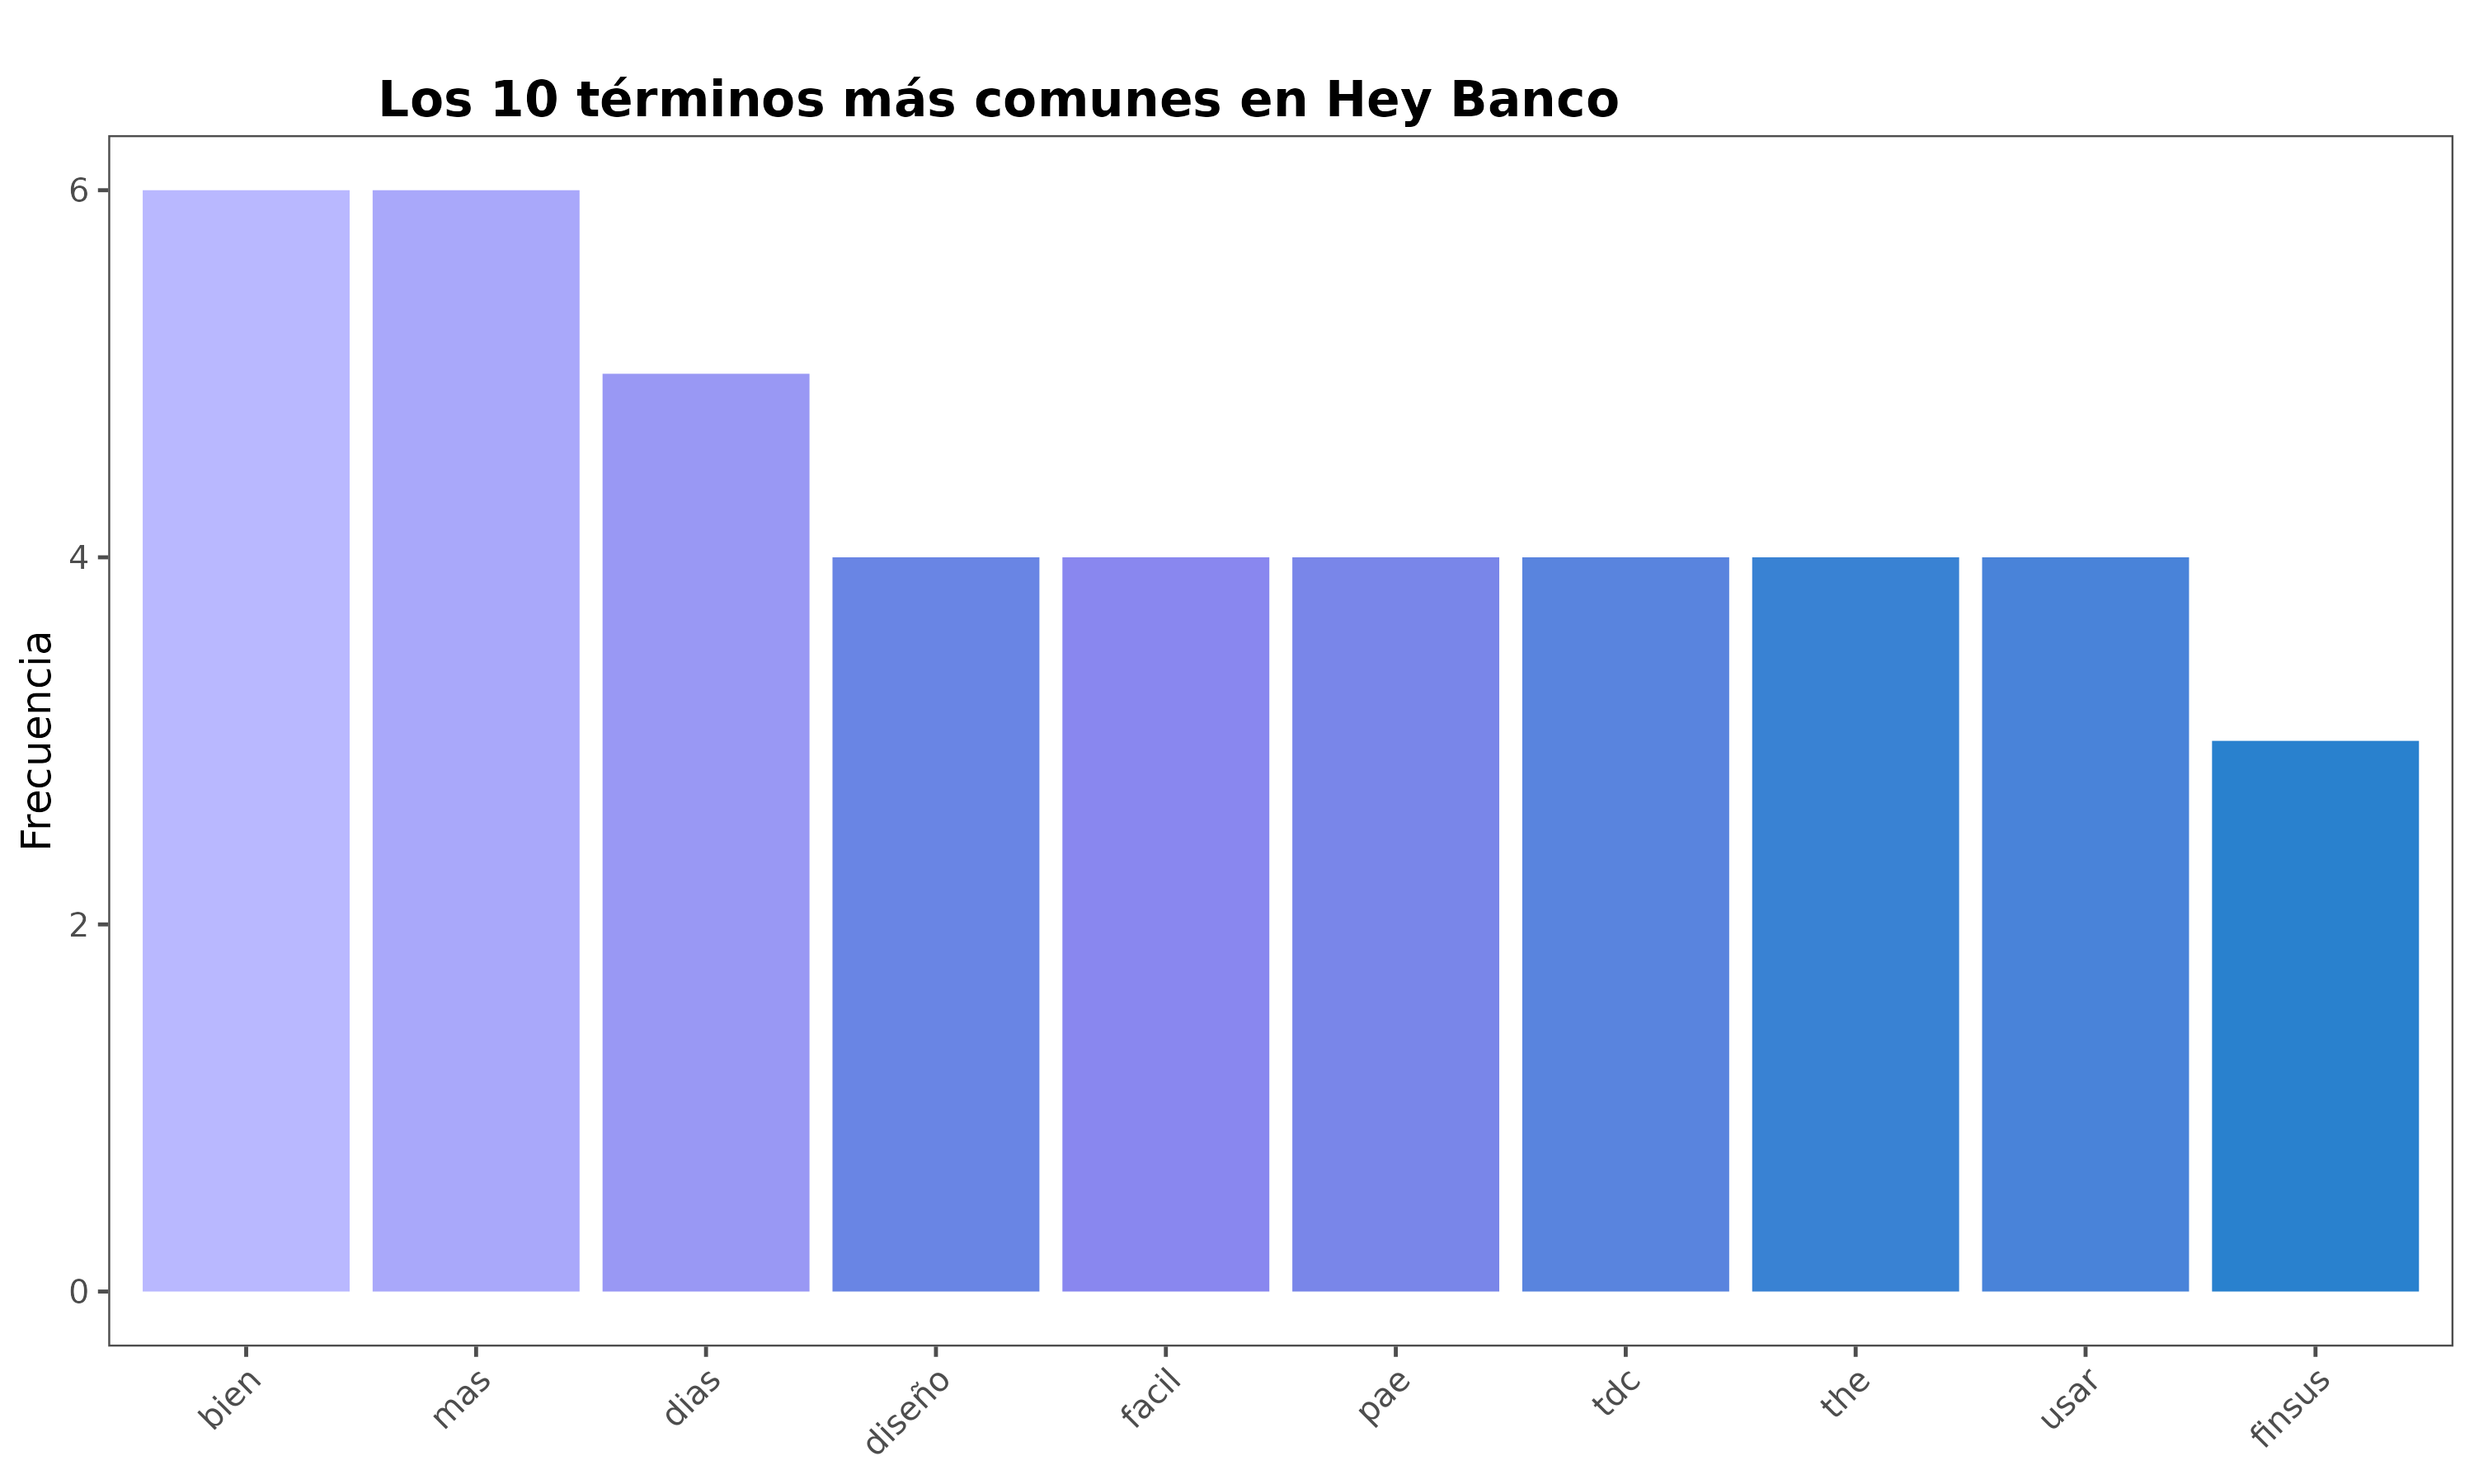 Los 10 términos más comunes en Hey Banco
Frecuencia
6
4
2
0
bien
mas
dias
diseño
facil
pae
tdc
the
usar
finsus